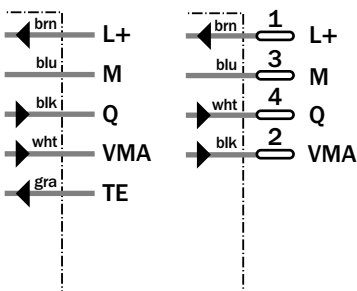 brn L+
blu M
blk Q
wht VMA
gra TE
brn 1 L+
blu 3 M
wht 4 Q
blk 2 VMA